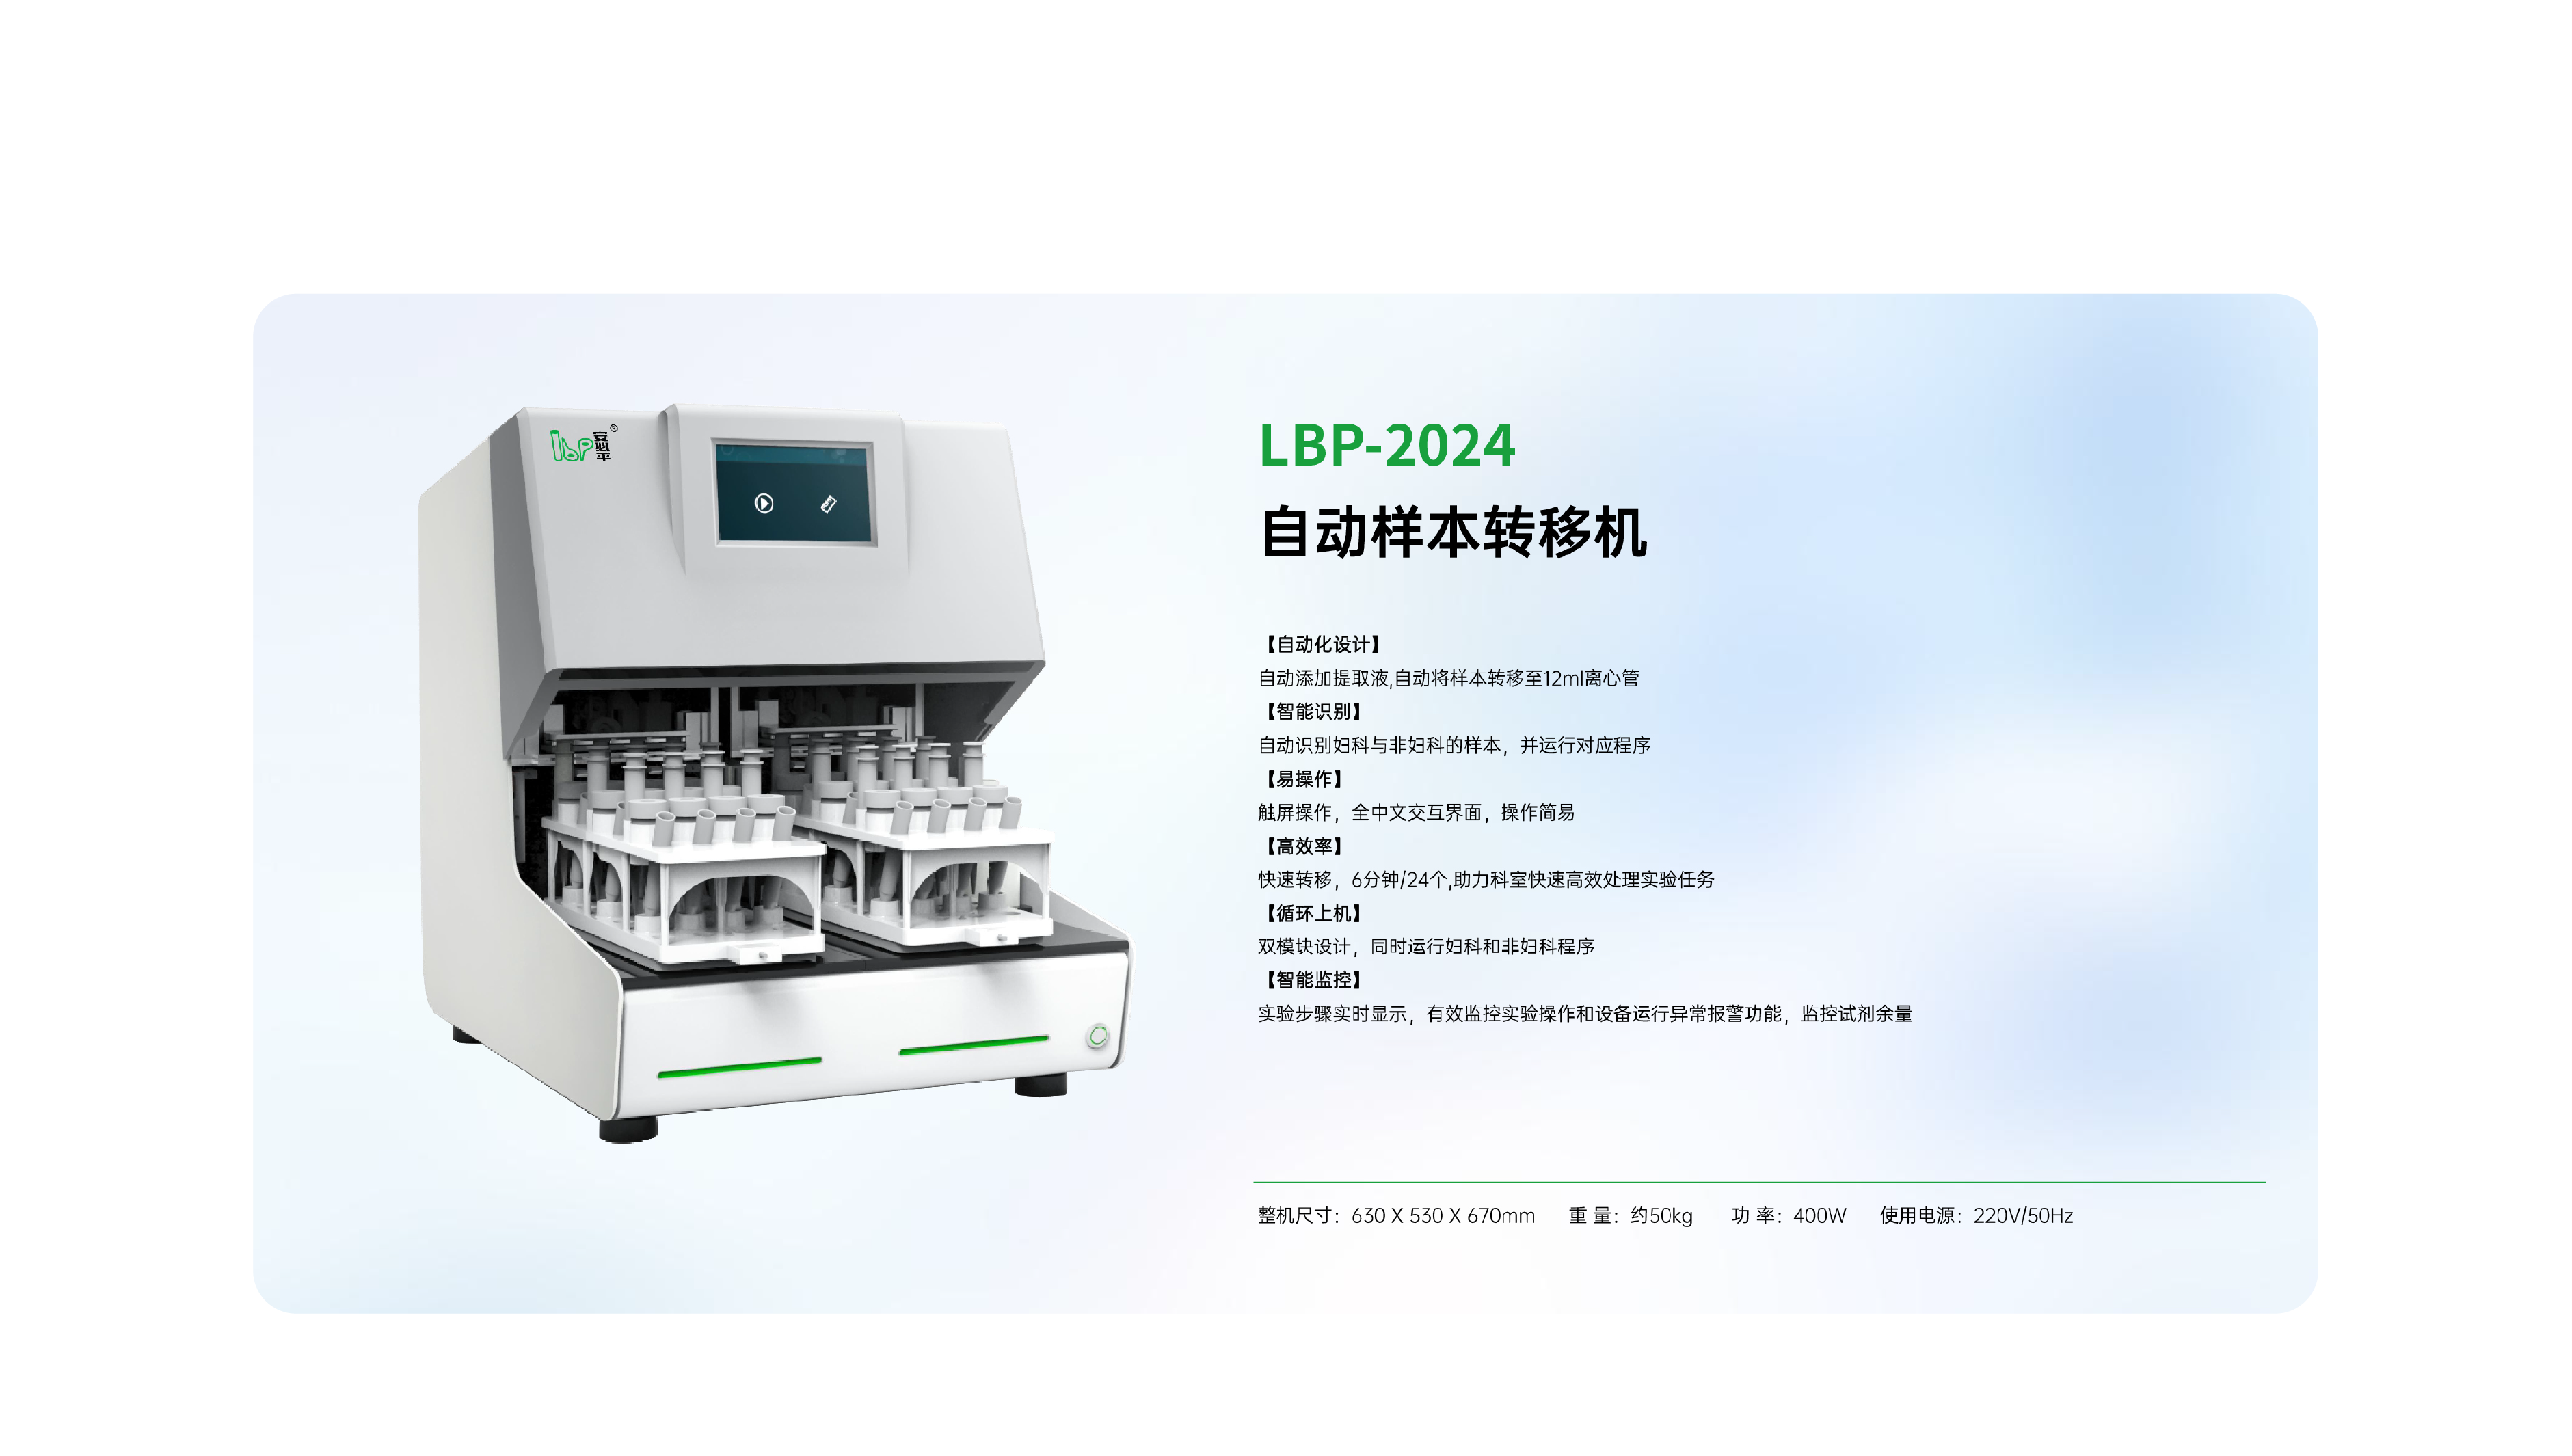 lbp安必平®
LBP-2024
自动样本转移机
【自动化设计】
自动添加提取液,自动将样本转移至12ml离心管
【智能识别】
自动识别妇科与非妇科的样本，并运行对应程序
【易操作】
触屏操作，全中文交互界面，操作简易
【高效率】
快速转移，6分钟/24个,助力科室快速高效处理实验任务
【循环上机】
双模块设计，同时运行妇科和非妇科程序
【智能监控】
实验步骤实时显示，有效监控实验操作和设备运行异常报警功能，监控试剂余量
整机尺寸：630 X 530 X 670mm 重 量：约50kg 功 率：400W 使用电源：220V/50Hz